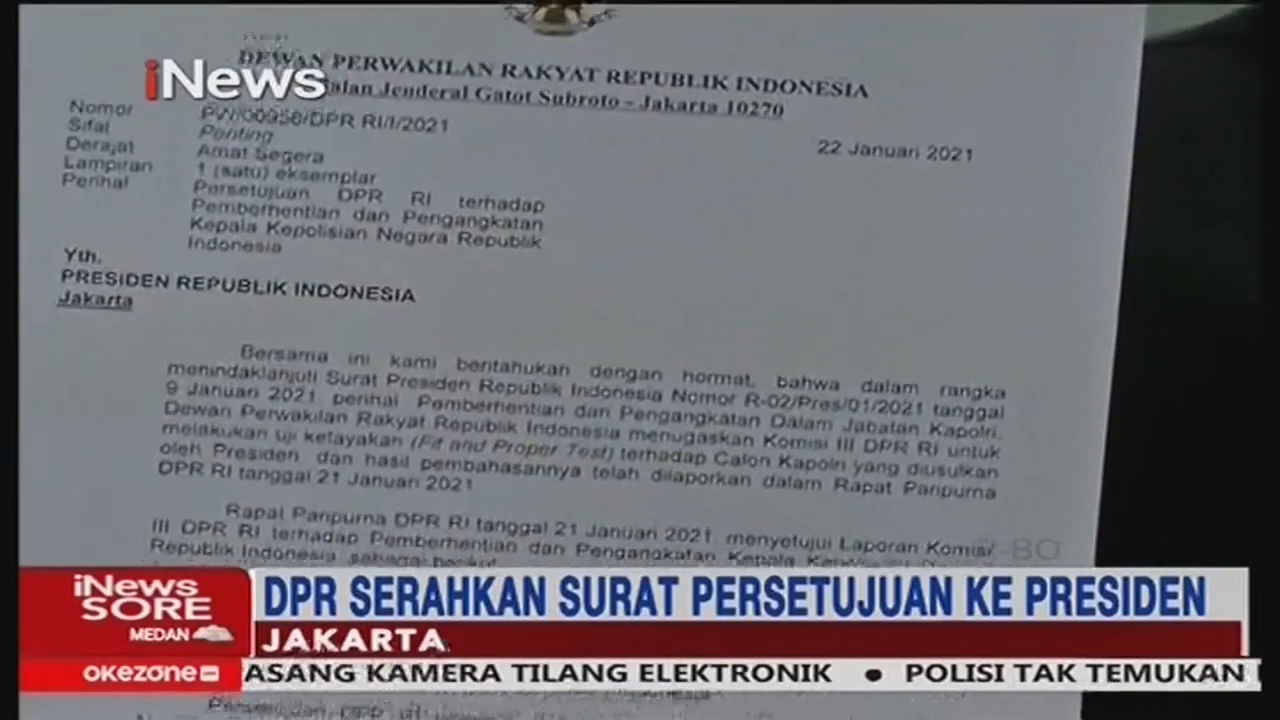 DEWAN PERWAKILAN RAKYAT REPUBLIK INDONESIA
iNews
Jalan Jenderal Gatot Subroto - Jakarta 10270
Nomor PW/00958/DPR RI/I/2021
22 Januari 2021
Sifat Penting
Derajat Amat Segera
Lampiran 1 (satu) eksemplar
Perihal Persetujuan DPR RI terhadap
Pemberhentian dan Pengangkatan
Kepala Kepolisian Negara Republik
Indonesia
Yth.
PRESIDEN REPUBLIK INDONESIA
Jakarta
Bersama ini kami beritahukan dengan hormat, bahwa dalam rangka
menindaklanjuti Surat Presiden Republik Indonesia Nomor R-02/Pres/01/2021 tanggal
9 Januari 2021 perihal Pemberhentian dan Pengangkatan Dalam Jabatan Kapolri,
Dewan Perwakilan Rakyat Republik Indonesia menugaskan Komisi III DPR RI untuk
melakukan uji kelayakan (Fit and Proper Test) terhadap Calon Kapolri yang diusulkan
oleh Presiden, dan hasil pembahasannya telah dilaporkan dalam Rapat Paripurna
DPR RI tanggal 21 Januari 2021
Rapat Paripurna DPR RI tanggal 21 Januari 2021, menyetujui Laporan Komisi
III DPR RI terhadap Pemberhentian dan Pengangkatan Kepala
Republik Indonesia sebagai berikut
iNews
SORE
MEDAN
DPR SERAHKAN SURAT PERSETUJUAN KE PRESIDEN
JAKARTA
okezone
ASANG KAMERA TILANG ELEKTRONIK ● POLISI TAK TEMUKAN